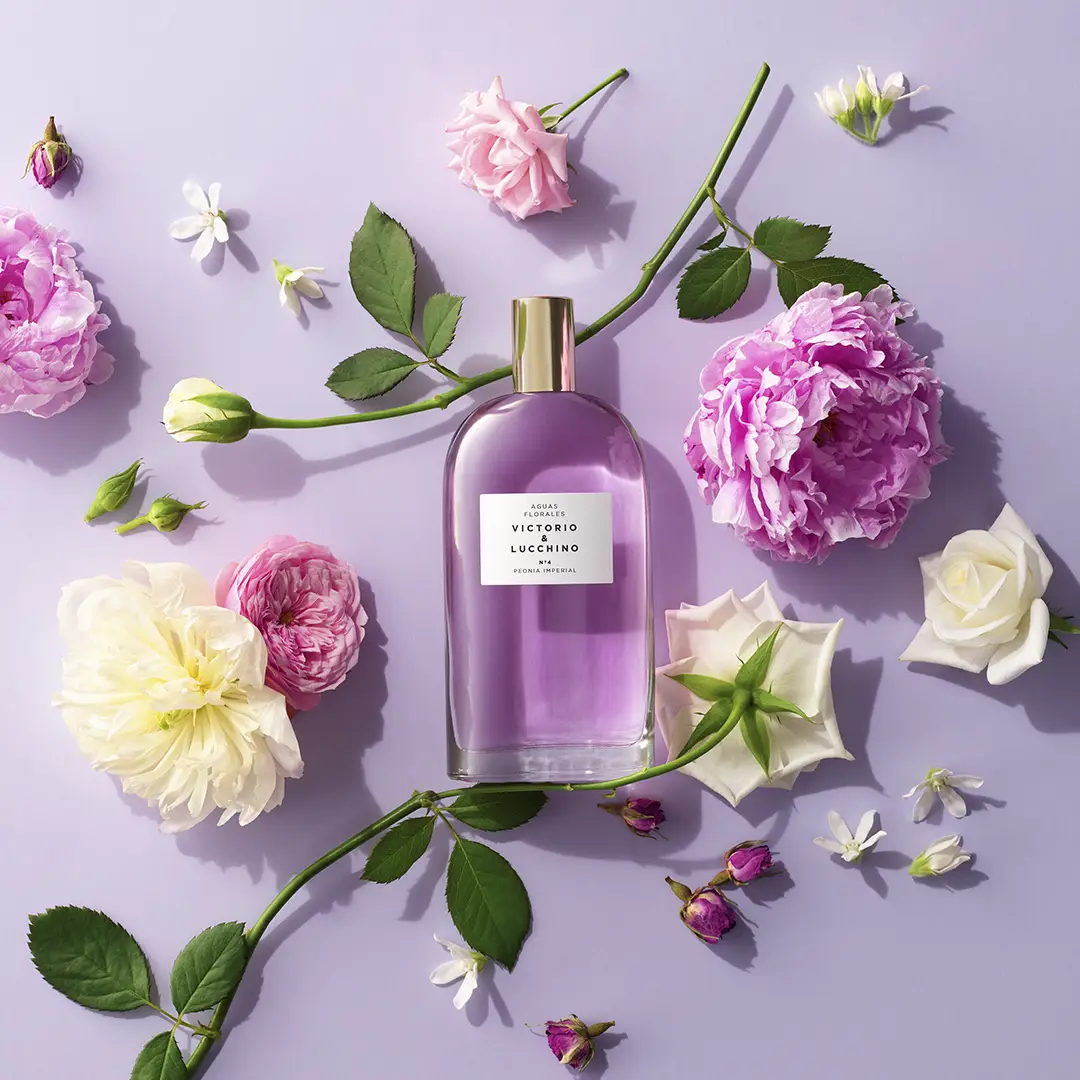 AGUAS
FLORALES
VICTORIO
&
LUCCHINO
Nº4
PEONIA IMPERIAL